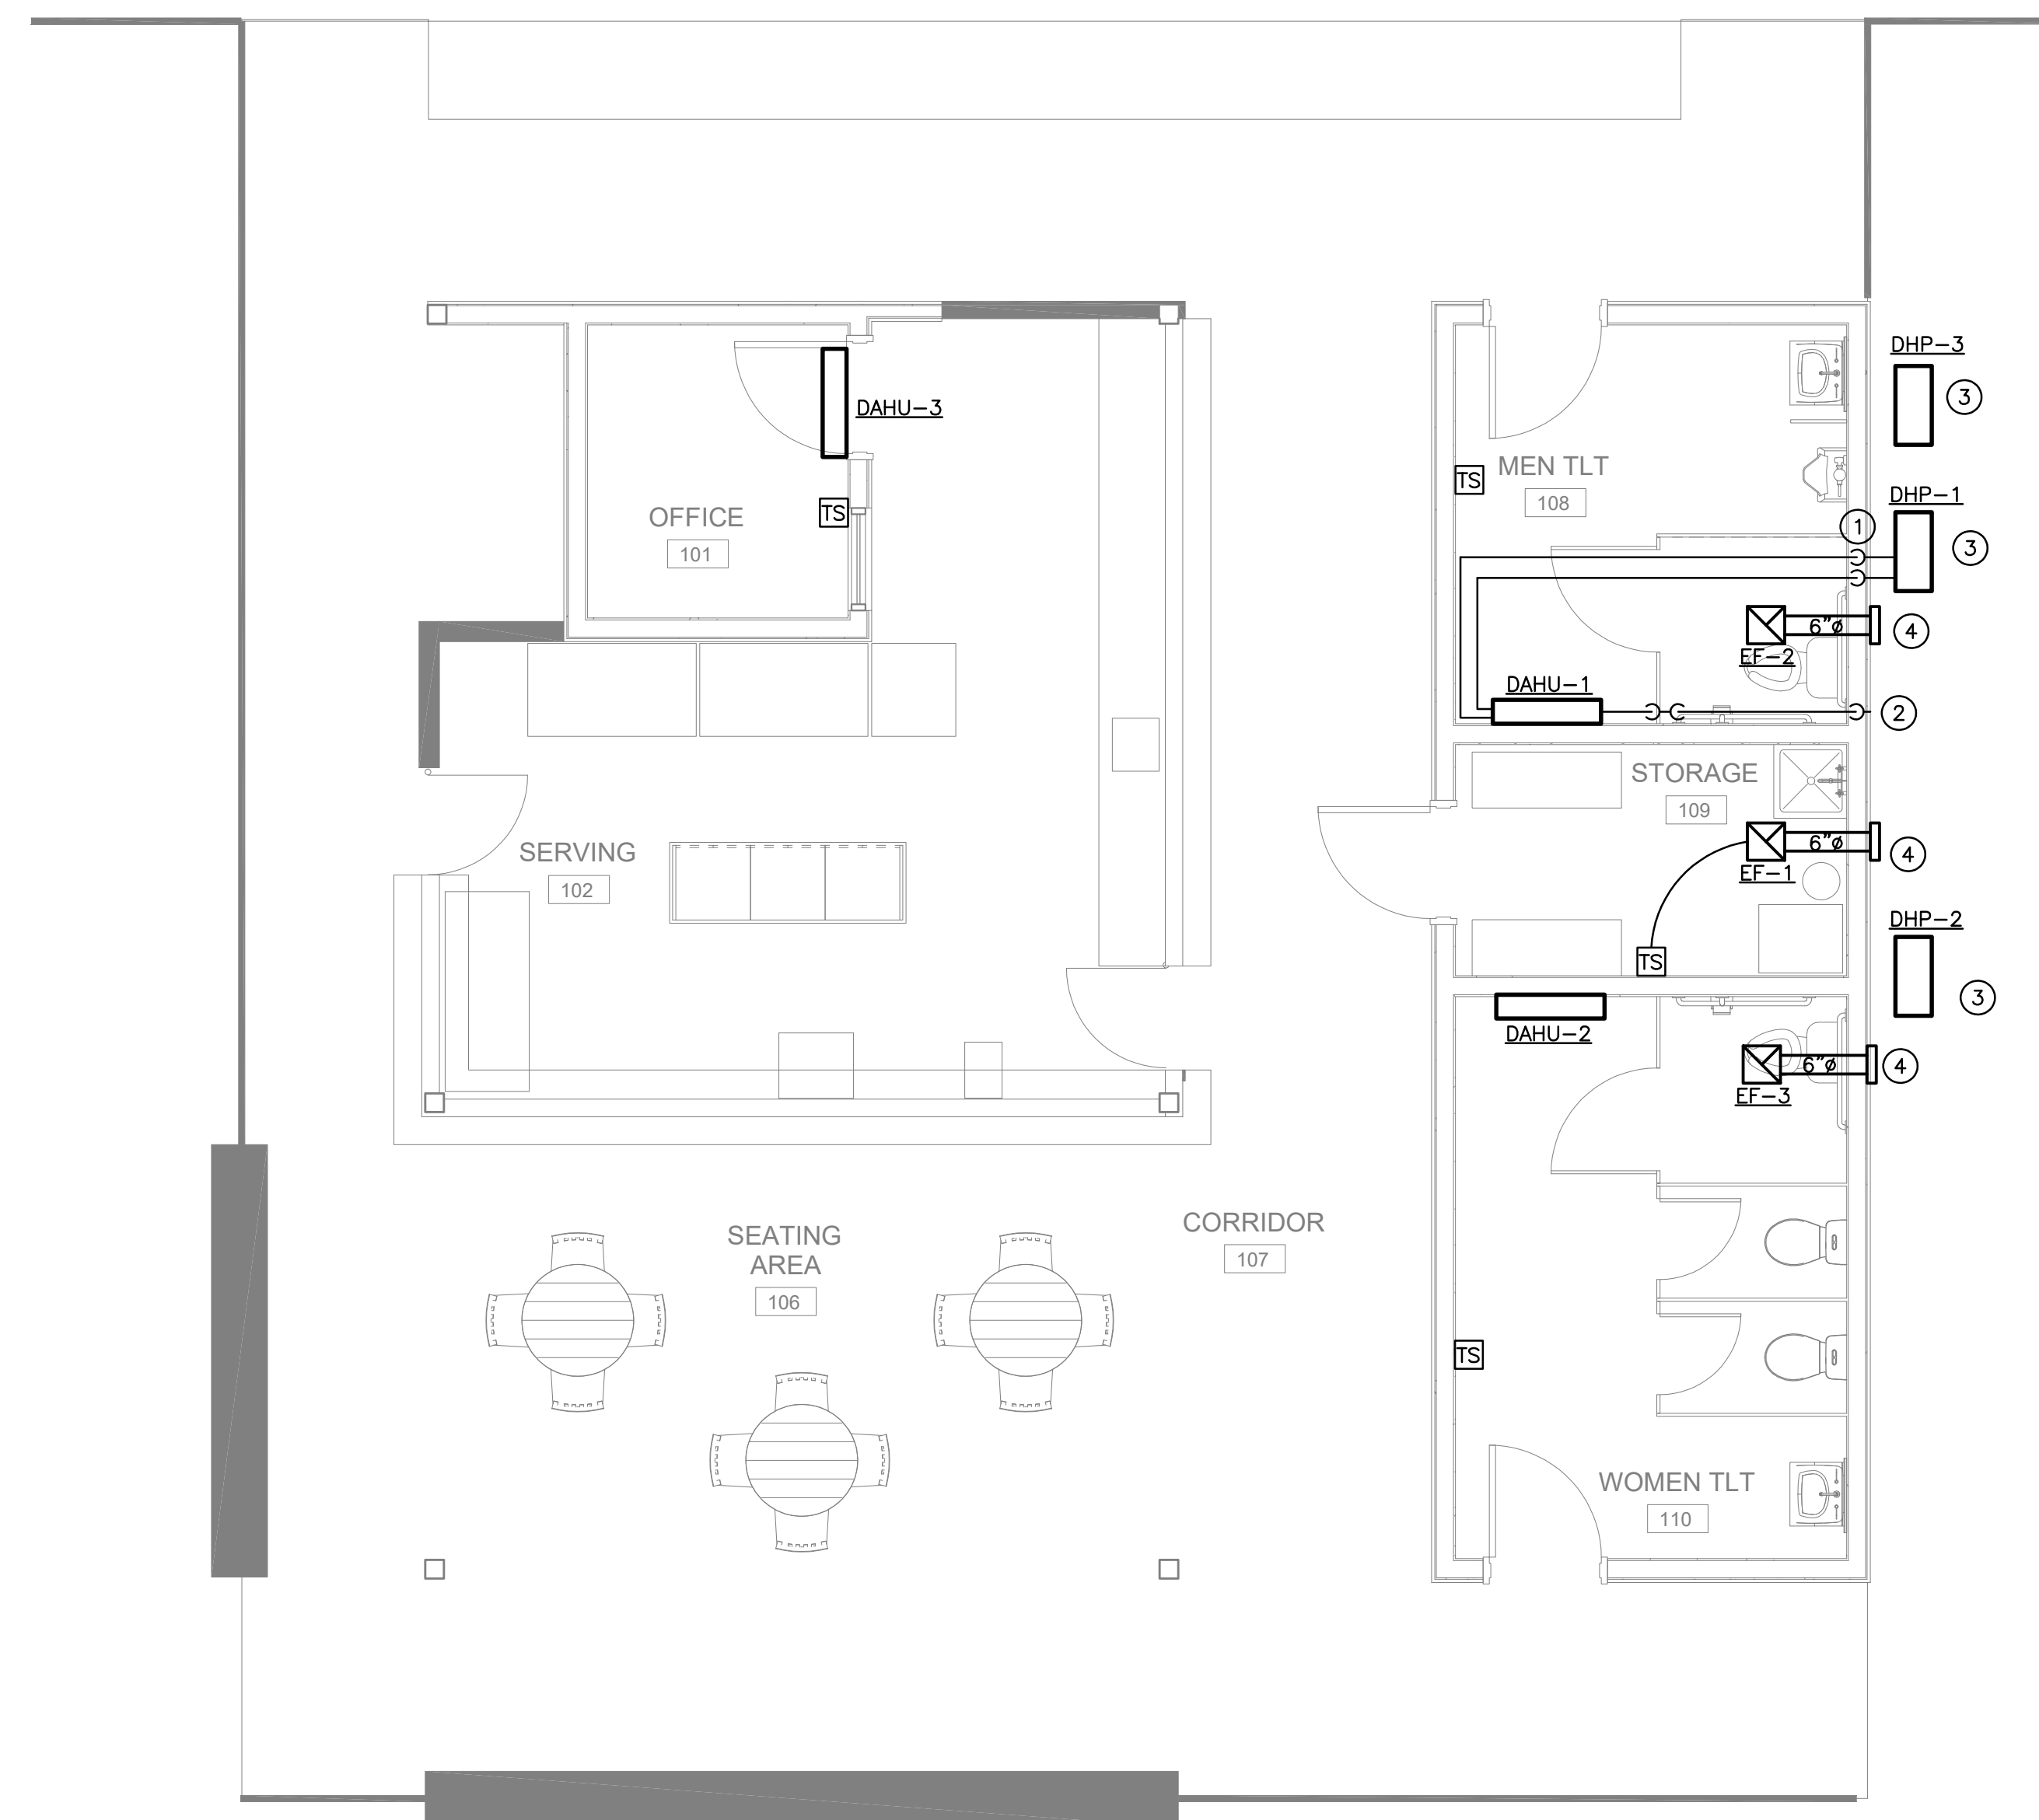 DHP-3
3
DAHU-3
MEN TLT
108
TS
DHP-1
3
1
OFFICE
101
TS
6"ø
4
EF-2
DAHU-1
2
STORAGE
109
6"ø
4
EF-1
SERVING
102
DHP-2
3
TS
DAHU-2
6"ø
4
EF-3
SEATING
AREA
106
CORRIDOR
107
TS
WOMEN TLT
110